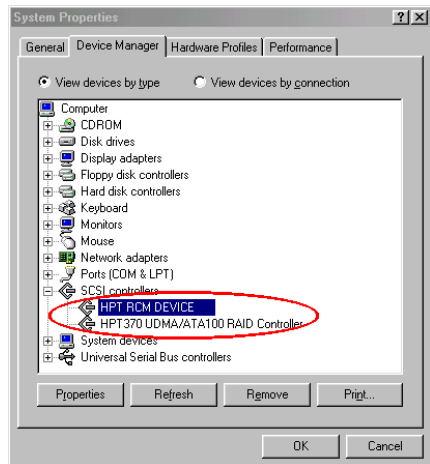 System Properties
General Device Manager Hardware Profiles Performance
View devices by type View devices by connection
Computer
CDROM
Disk drives
Display adapters
Floppy disk controllers
Hard disk controllers
Keyboard
Monitors
Mouse
Network adapters
Ports (COM & LPT)
SCSI controllers
HPT RCM DEVICE
HPT370 UDMA/ATA100 RAID Controller
System devices
Universal Serial Bus controllers
Properties Refresh Remove Print...
OK Cancel